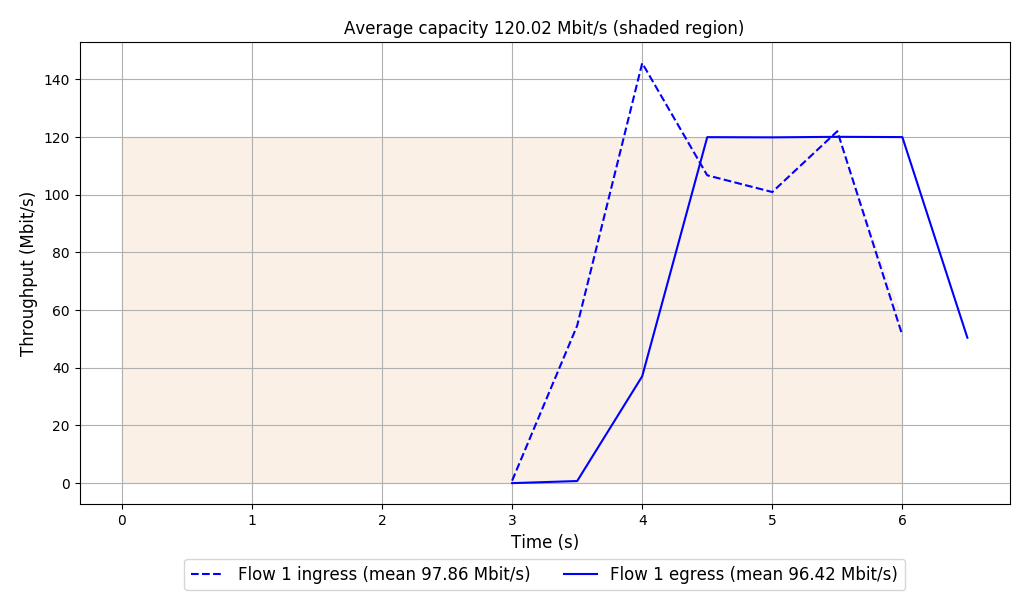 Average capacity 120.02 Mbit/s (shaded region)
Throughput (Mbit/s)
140
120
100
80
60
40
20
0
0 1 2 3 4 5 6
Time (s)
Flow 1 ingress (mean 97.86 Mbit/s) Flow 1 egress (mean 96.42 Mbit/s)